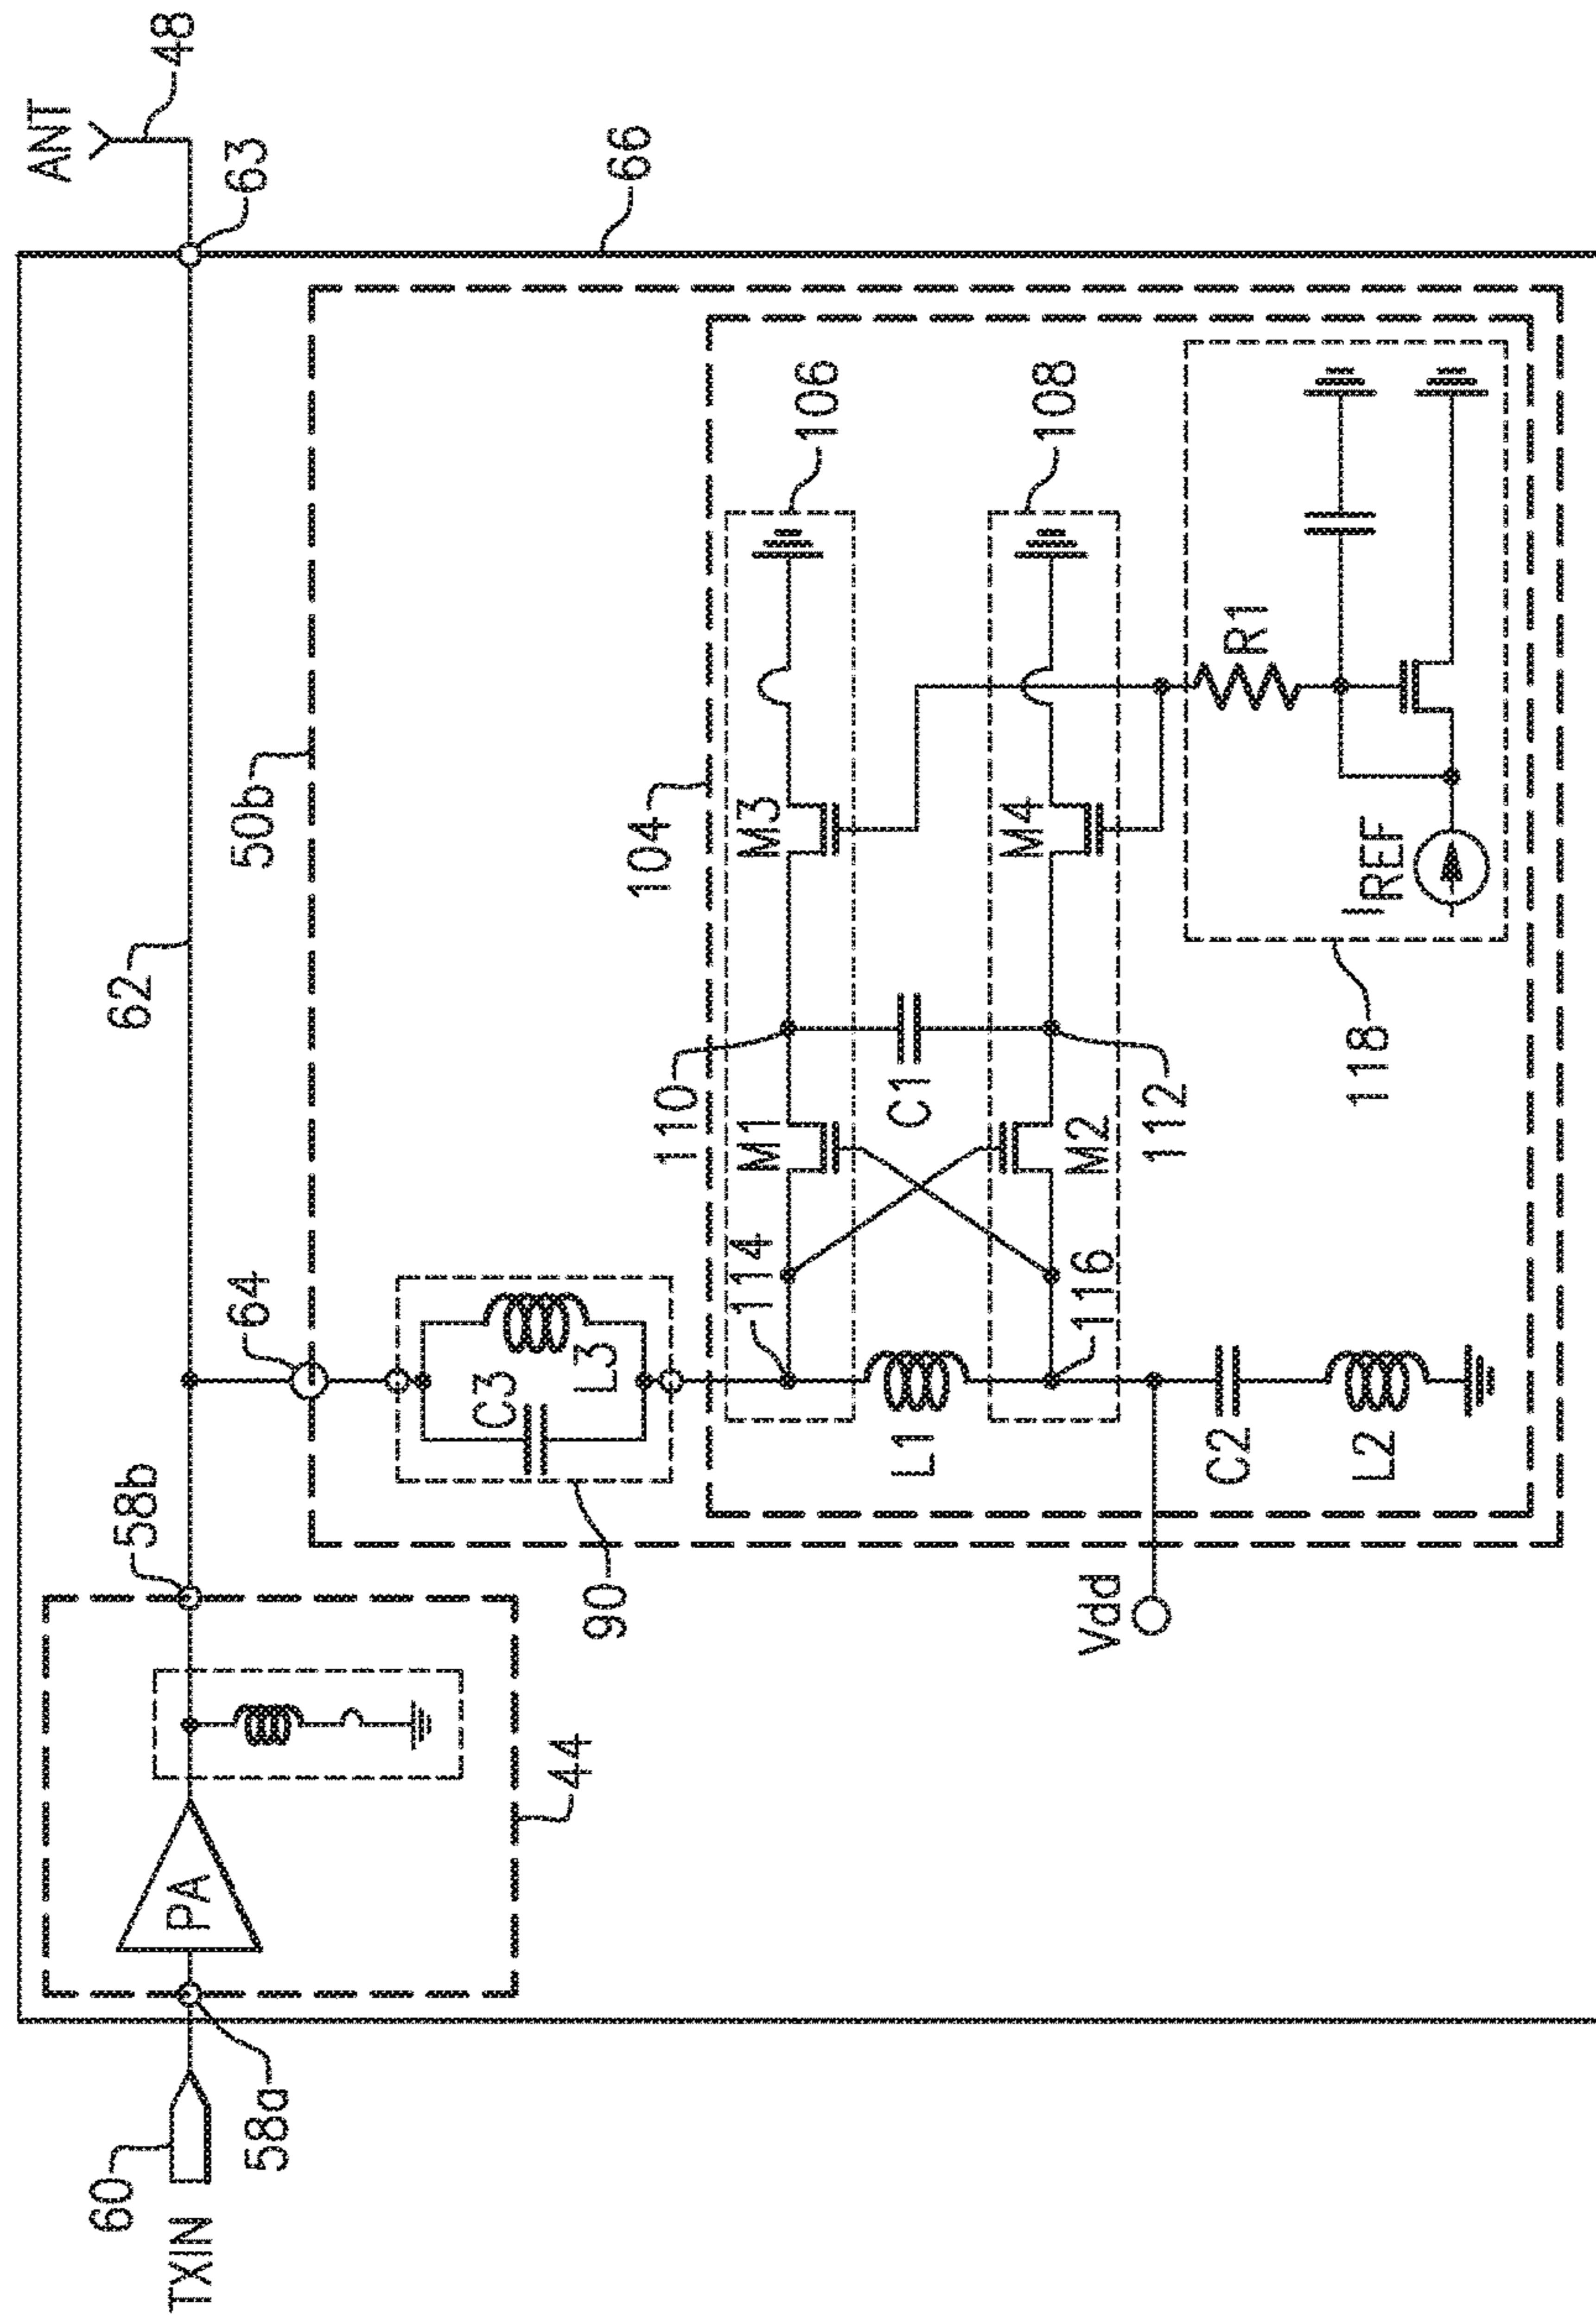 TXIN
60
58a
PA
44
58b
62
64
ANT
48
63
66
50b
90
C3
L3
104
106
108
114
116
M1
M2
M3
M4
110
112
C1
L1
Vdd
C2
L2
R1
IREF
118